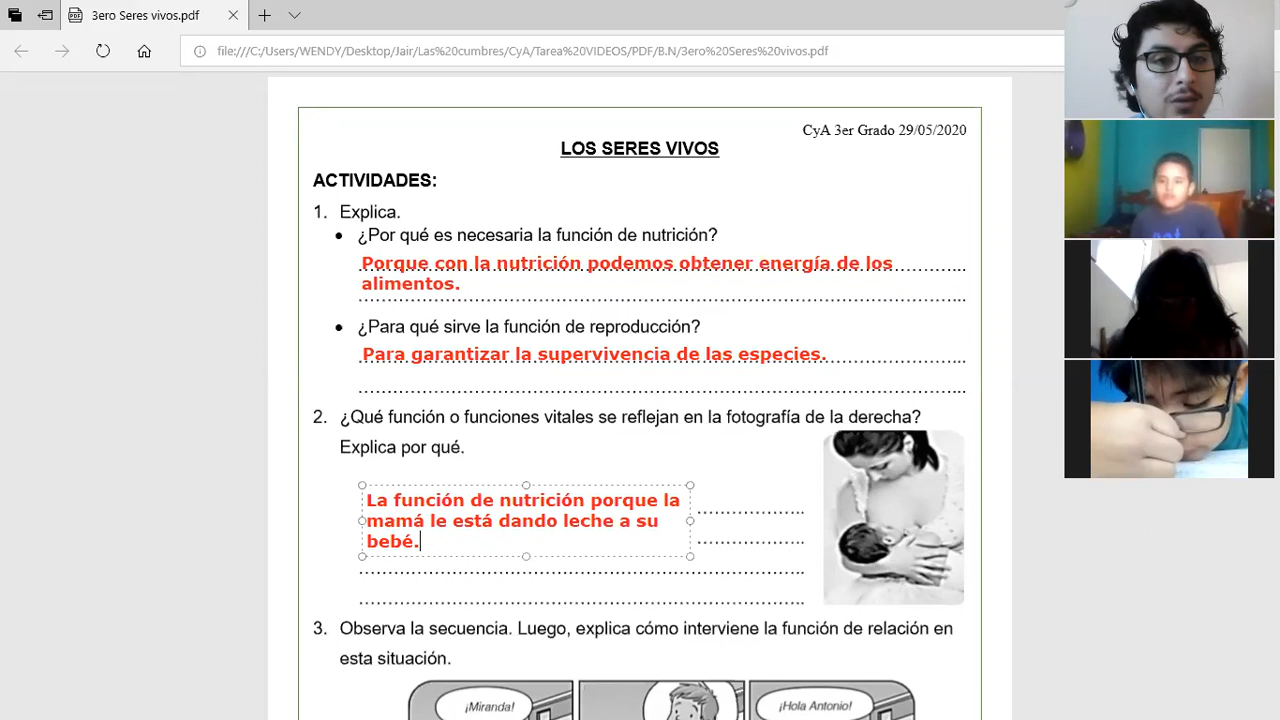 3ero Seres vivos.pdf
file:///C:/Users/WENDY/Desktop/Jair/Las%20cumbres/CyA/Tarea%20VIDEOS/PDF/B.N/3ero%20Seres%20vivos.pdf
CyA 3er Grado 29/05/2020
LOS SERES VIVOS
ACTIVIDADES:
1. Explica.
• ¿Por qué es necesaria la función de nutrición?
Porque con la nutrición podemos obtener energía de los
alimentos.
• ¿Para qué sirve la función de reproducción?
Para garantizar la supervivencia de las especies.
2. ¿Qué función o funciones vitales se reflejan en la fotografía de la derecha?
Explica por qué.
La función de nutrición porque la
mamá le está dando leche a su
bebé.
3. Observa la secuencia. Luego, explica cómo interviene la función de relación en
esta situación.
¡Miranda!
¡Hola Antonio!